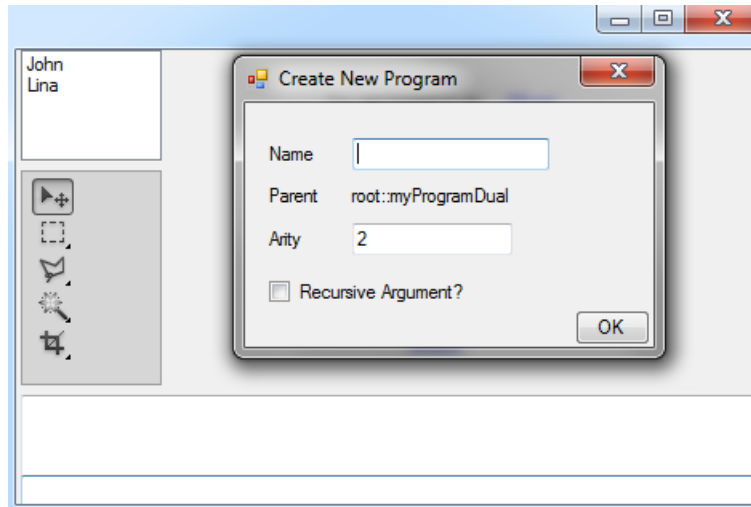 John
Lina
Create New Program
Name
Parent root::myProgramDual
Arity 2
Recursive Argument?
OK